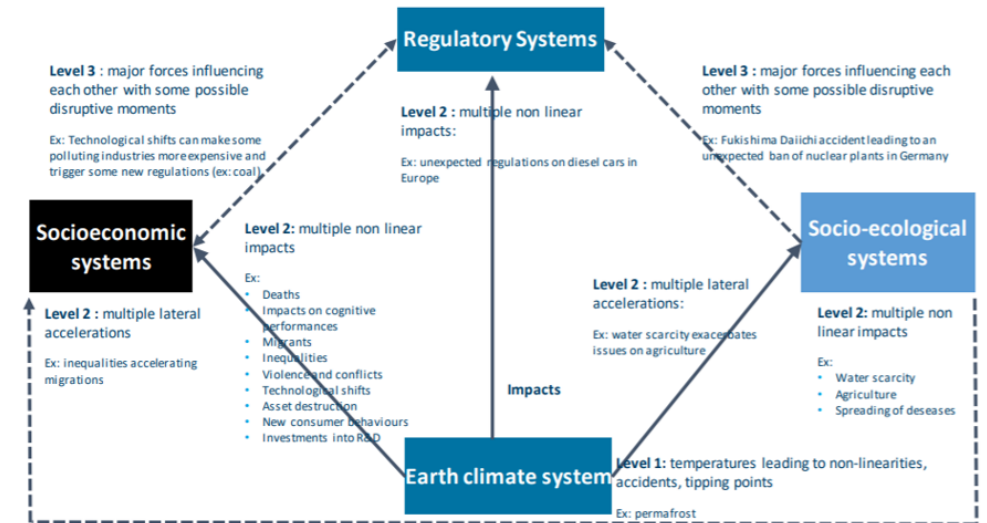 Regulatory Systems
Level 3 : major forces influencing
each other with some possible
disruptive moments
Ex: Technological shifts can make some
polluting industries more expensive and
trigger some new regulations (ex: coal)
Level 2 : multiple non linear
impacts:
Ex: unexpected regulations on diesel cars in
Europe
Level 3 : major forces influencing each
other with some possible disruptive
moments
Ex: Fukishima Daiichi accident leading to an
unexpected ban of nuclear plants in Germany
Socioeconomic
systems
Level 2: multiple non linear
impacts
Ex:
• Deaths
• Impacts on cognitive
performances
• Migrants
• Inequalities
• Violence and conflicts
• Technological shifts
• Asset destruction
• New consumer behaviours
• Investments into R&D
Socio-ecological
systems
Level 2 : multiple lateral
accelerations
Ex: inequalities accelerating
migrations
Level 2 : multiple lateral
accelerations:
Ex: water scarcity exacerbates
issues on agriculture
Level 2: multiple non
linear impacts
Ex:
• Water scarcity
• Agriculture
• Spreading of deseases
Impacts
Earth climate system
Level 1: temperatures leading to non-linearities,
accidents, tipping points
Ex: permafrost